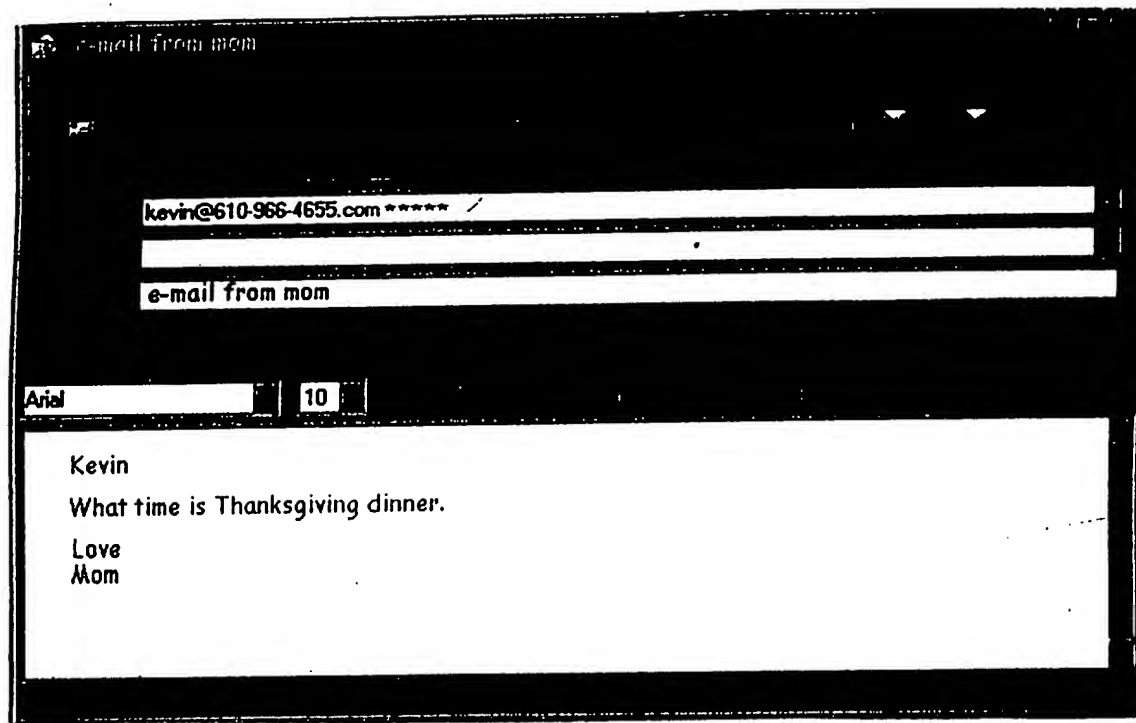 e-mail from mom
kevin@610-966-4655.com *****
e-mail from mom
Arial 10
Kevin
What time is Thanksgiving dinner.
Love
Mom